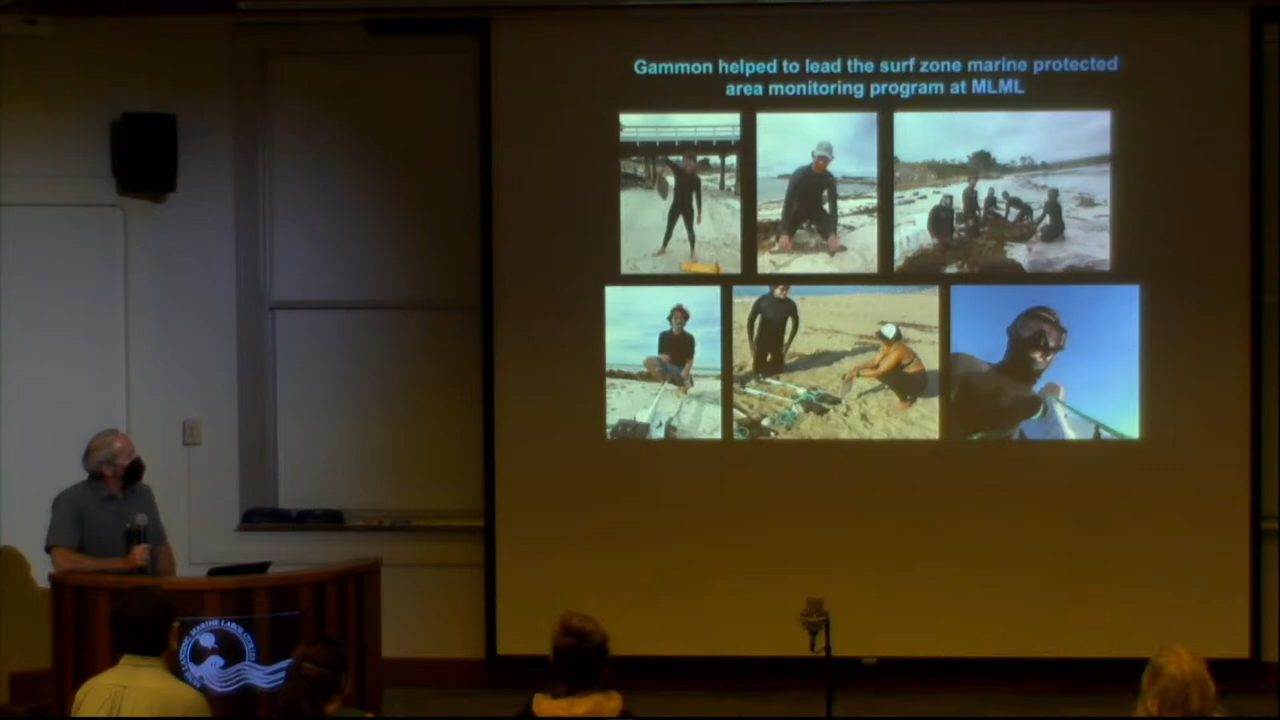 Gammon helped to lead the surf zone marine protected
area monitoring program at MLML